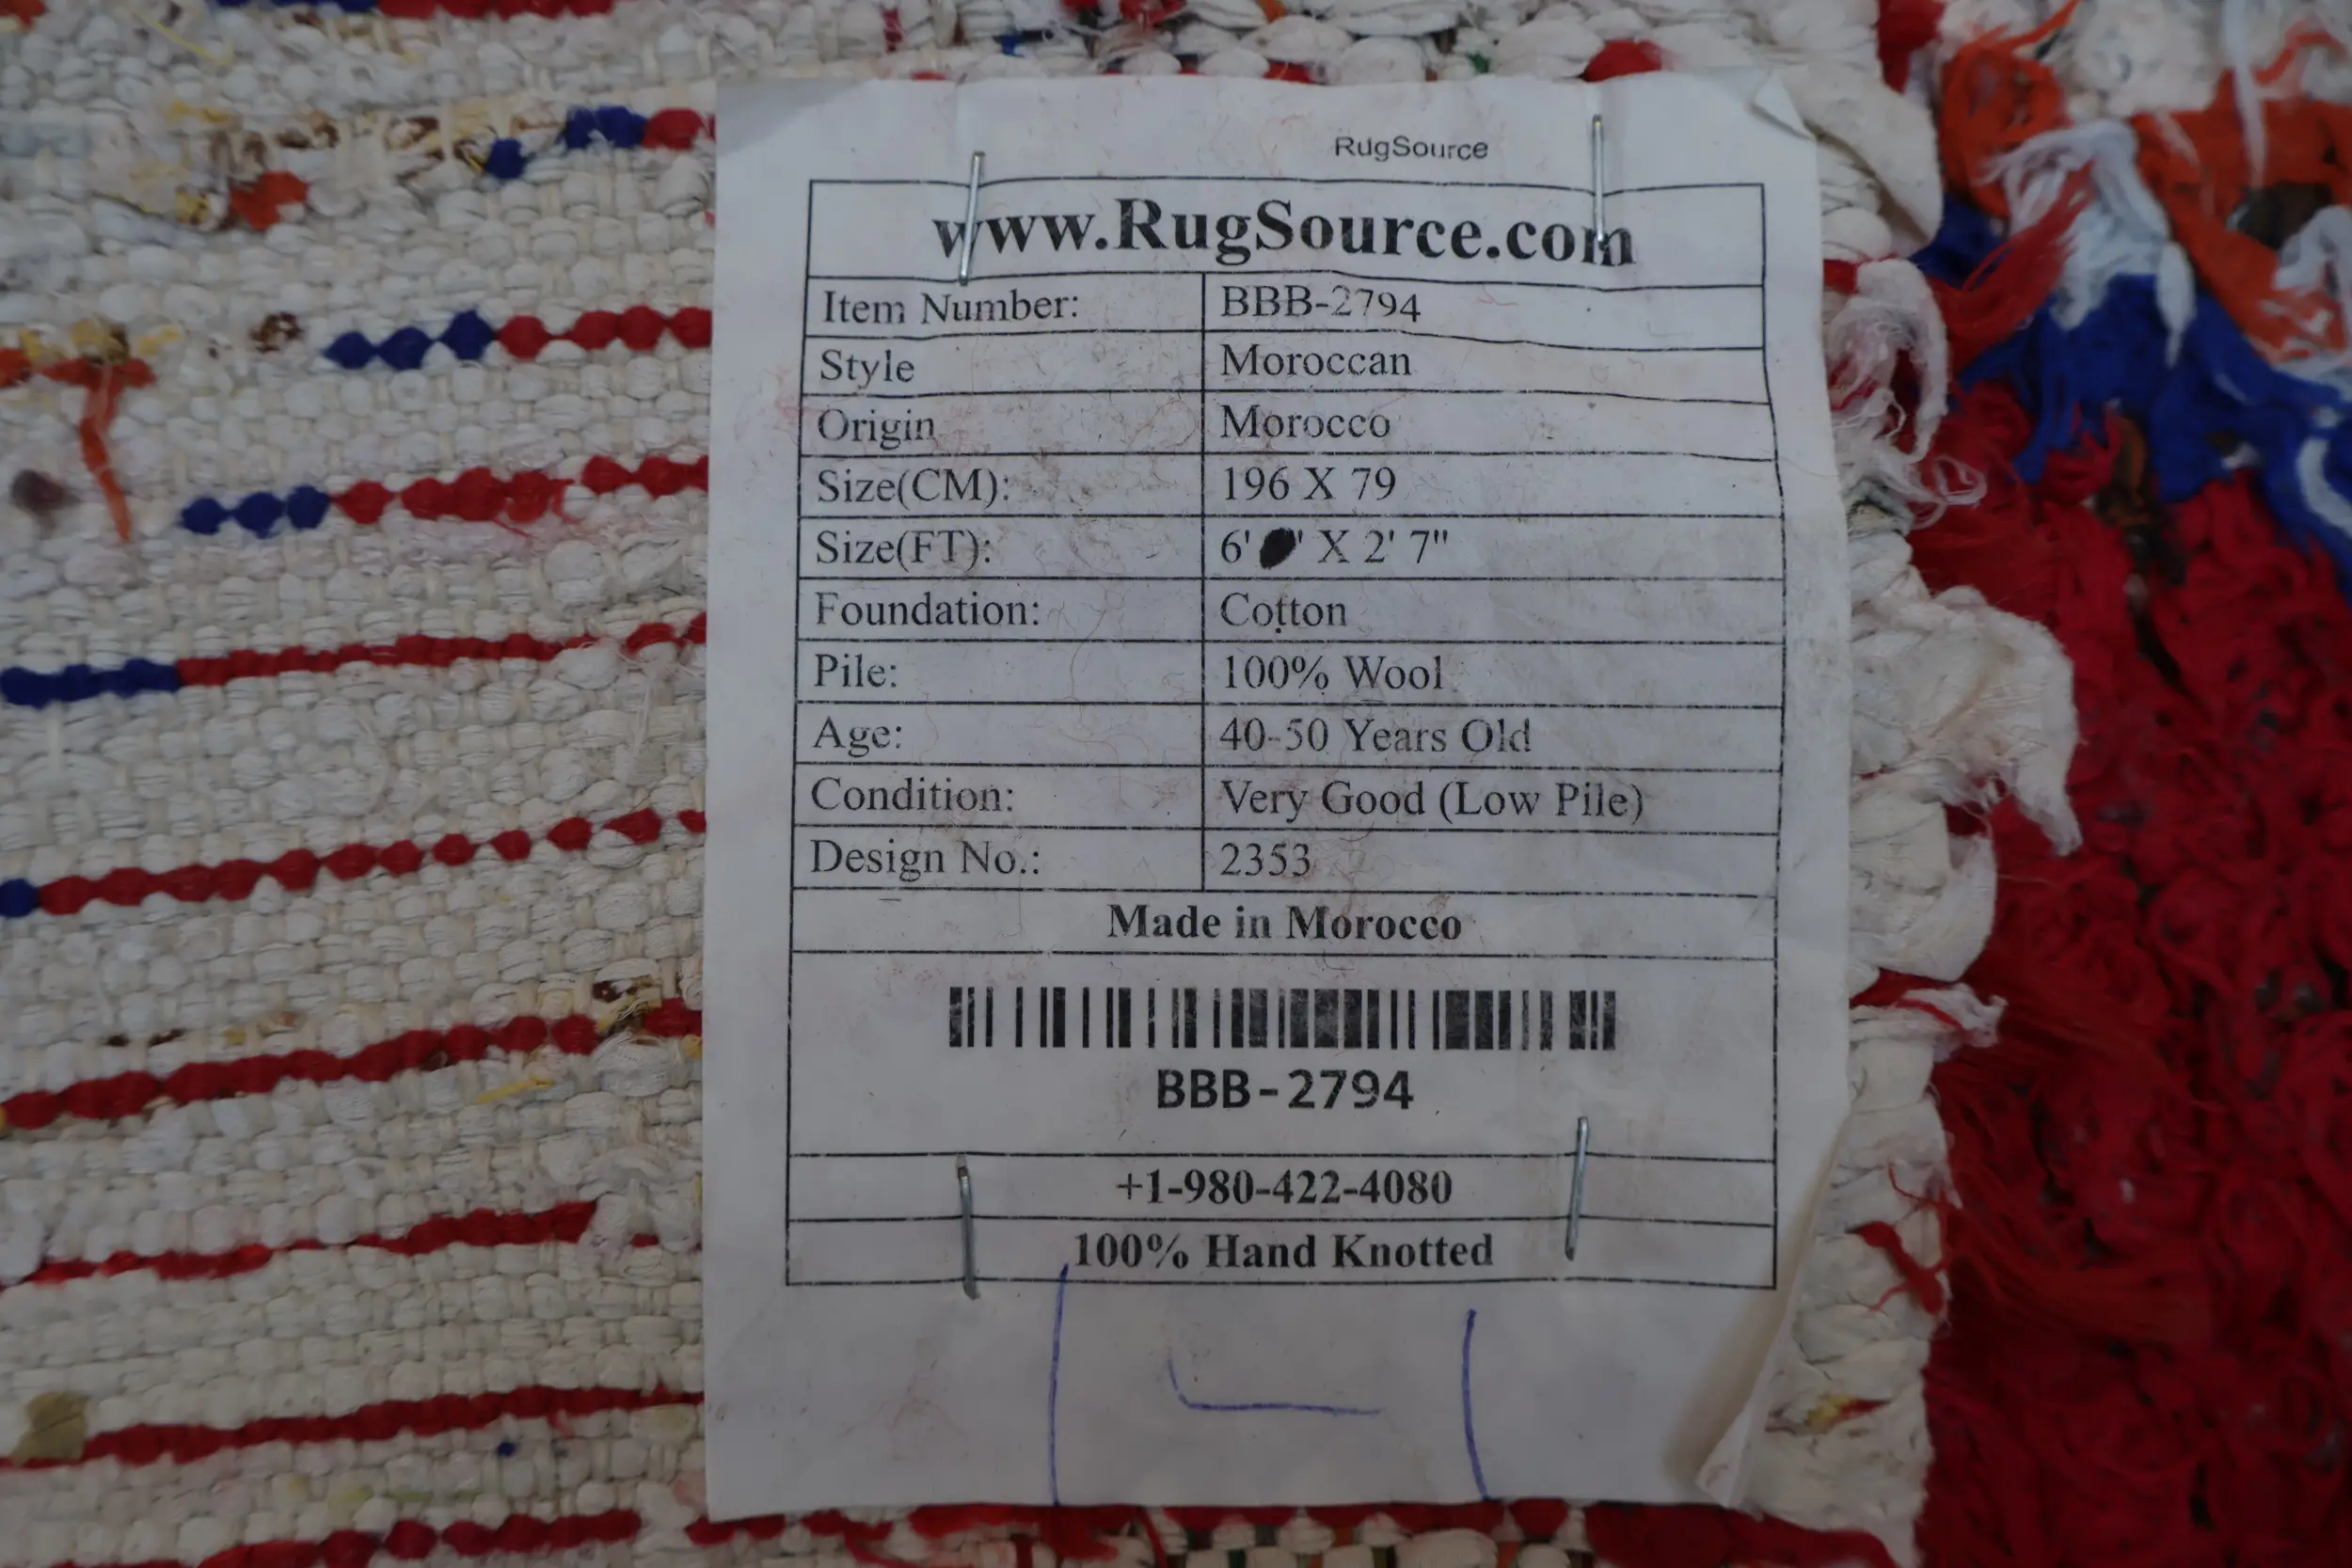 RugSource
www.RugSource.com
Item Number: BBB-2794
Style Moroccan
Origin Morocco
Size(CM): 196 X 79
Size(FT): 6' ' X 2' 7"
Foundation: Cotton
Pile: 100% Wool
Age: 40-50 Years Old
Condition: Very Good (Low Pile)
Design No.: 2353
Made in Morocco
BBB-2794
+1-980-422-4080
100% Hand Knotted